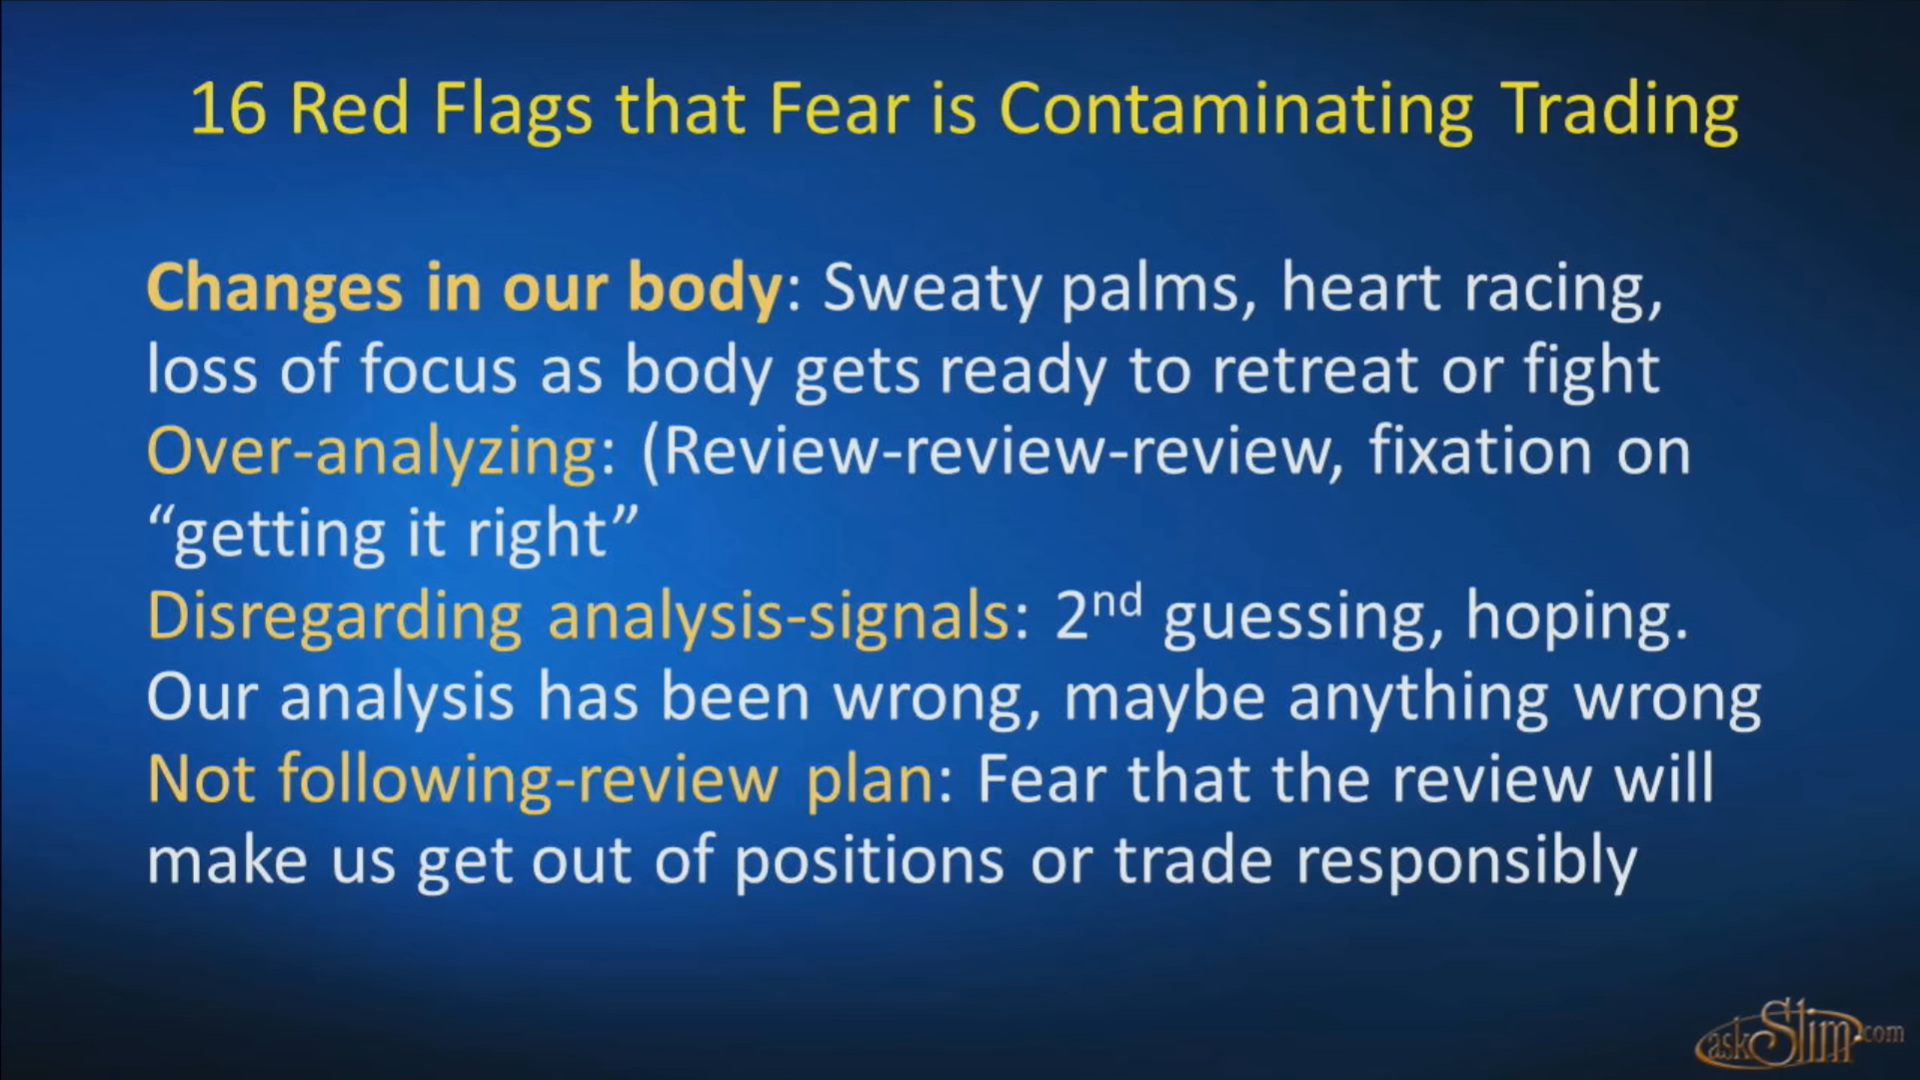 16 Red Flags that Fear is Contaminating Trading
Changes in our body: Sweaty palms, heart racing,
loss of focus as body gets ready to retreat or fight
Over-analyzing: (Review-review-review, fixation on
“getting it right”
Disregarding analysis-signals: 2nd guessing, hoping.
Our analysis has been wrong, maybe anything wrong
Not following-review plan: Fear that the review will
make us get out of positions or trade responsibly
askSlim.com